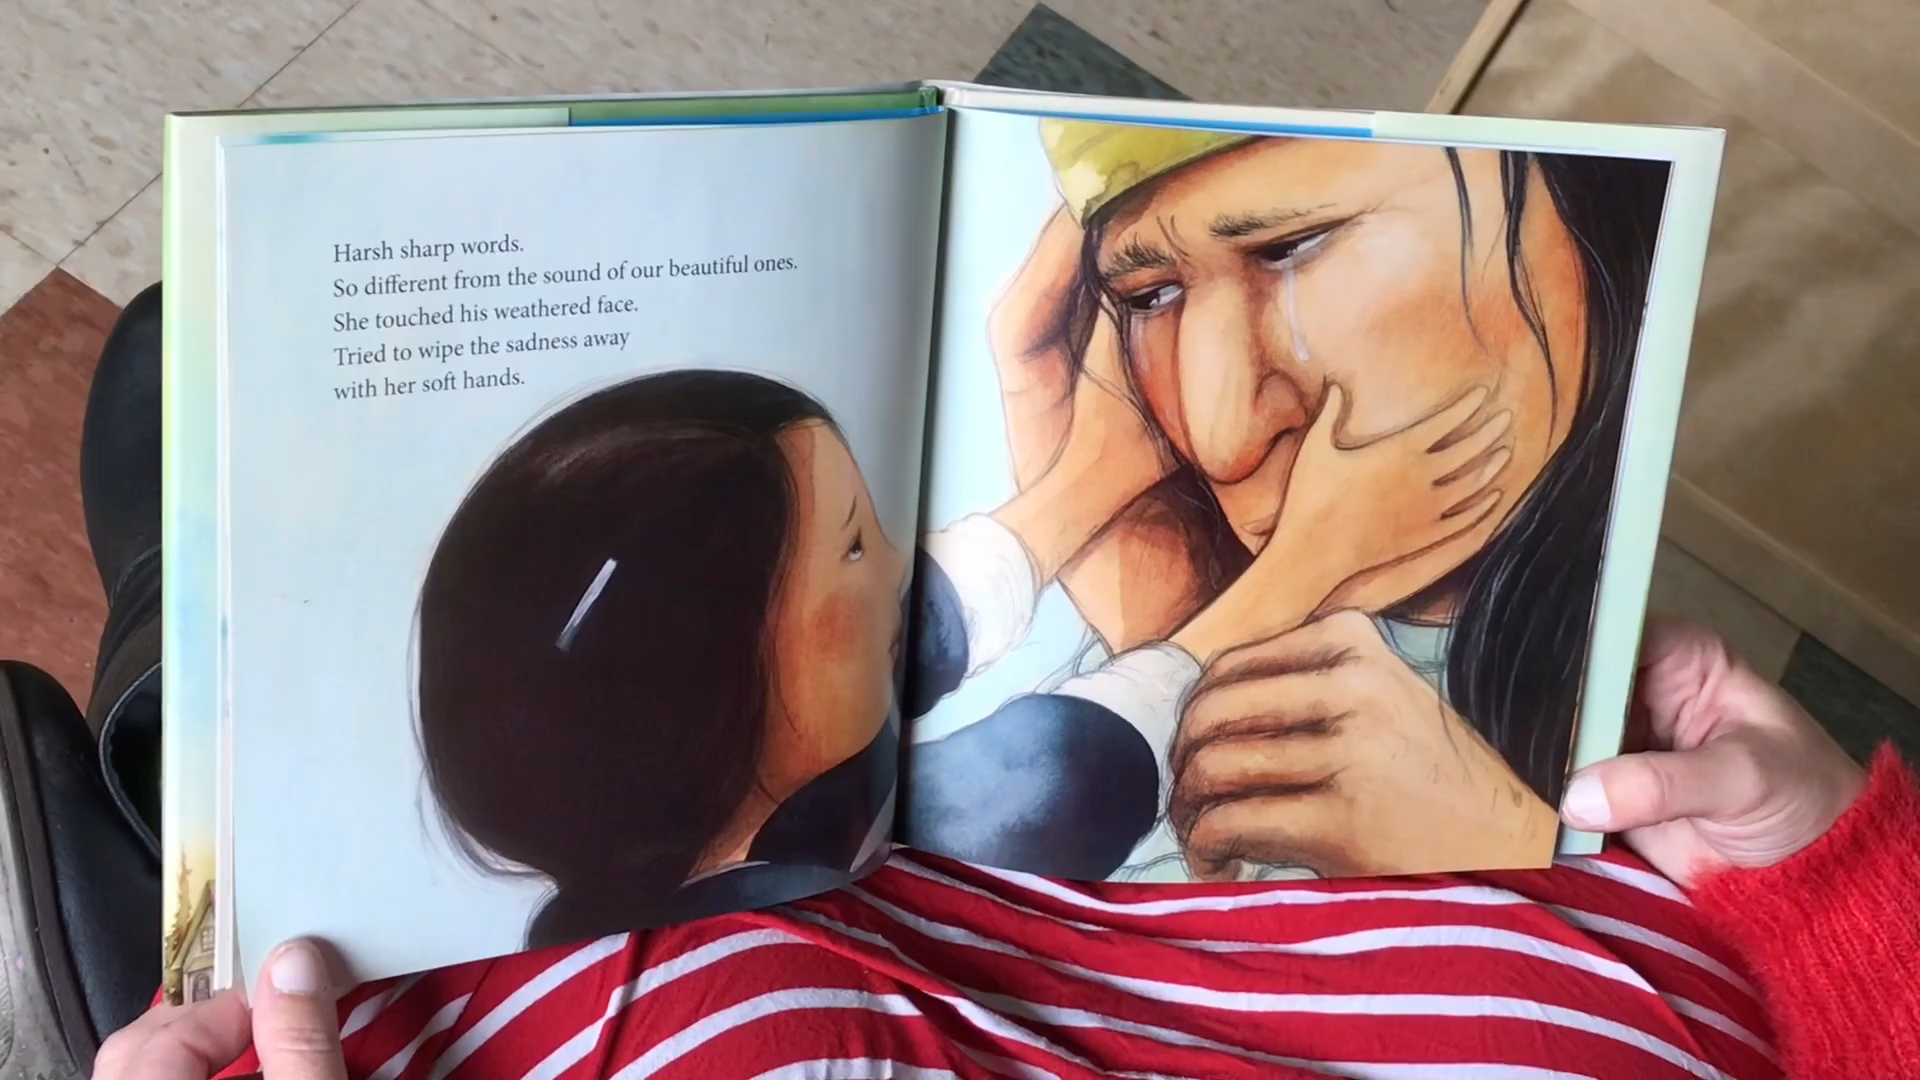 Harsh sharp words.
So different from the sound of our beautiful ones.
She touched his weathered face.
Tried to wipe the sadness away
with her soft hands.